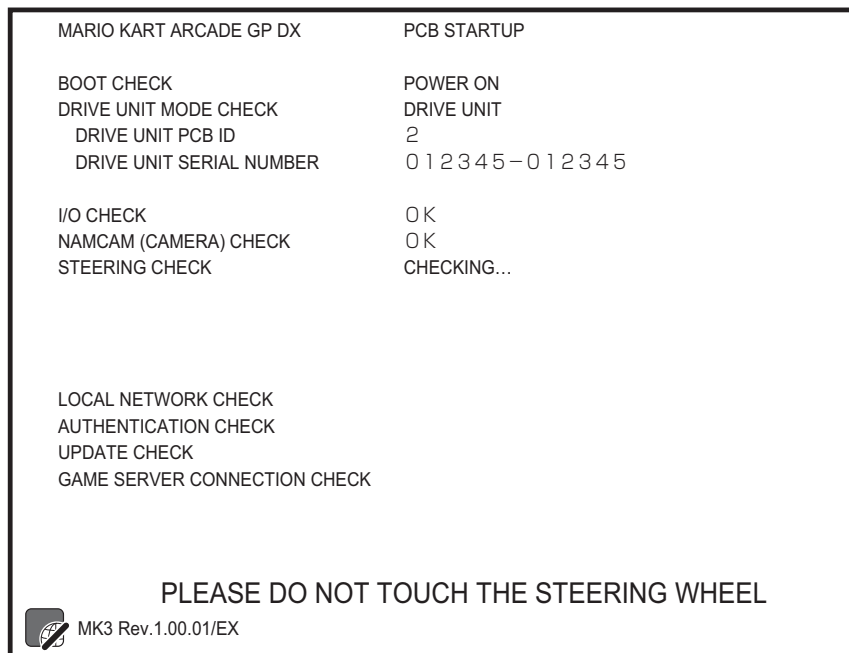 MARIO KART ARCADE GP DX PCB STARTUP
BOOT CHECK POWER ON
DRIVE UNIT MODE CHECK DRIVE UNIT
DRIVE UNIT PCB ID 2
DRIVE UNIT SERIAL NUMBER 012345-012345
I/O CHECK OK
NAMCAM (CAMERA) CHECK OK
STEERING CHECK CHECKING…
LOCAL NETWORK CHECK
AUTHENTICATION CHECK
UPDATE CHECK
GAME SERVER CONNECTION CHECK
PLEASE DO NOT TOUCH THE STEERING WHEEL
MK3 Rev.1.00.01/EX